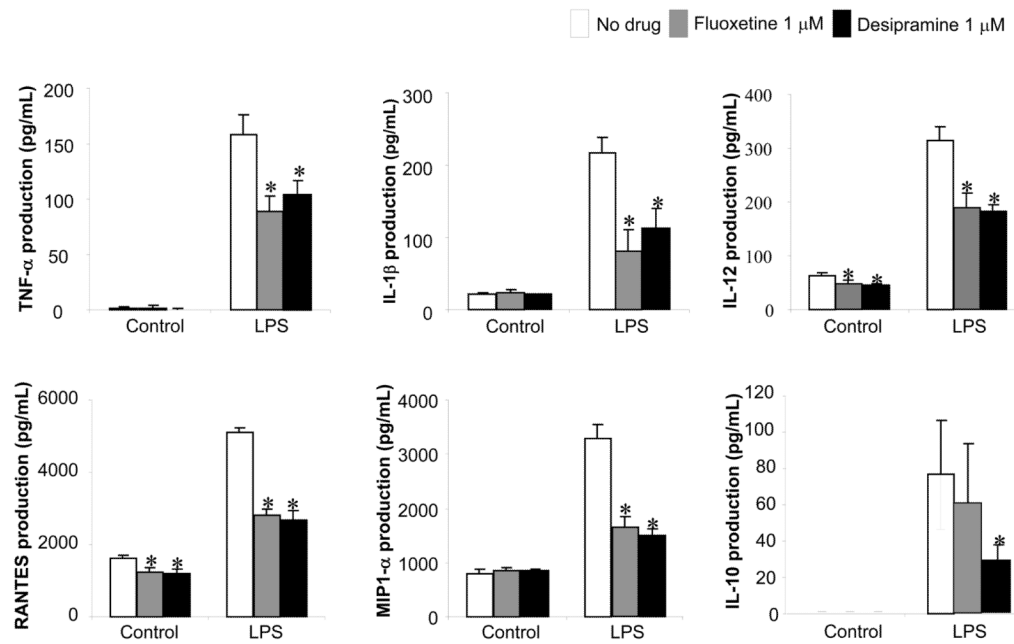 No drug Fluoxetine 1 μM Desipramine 1 μM
TNF-α production (pg/mL)
200
150
100
50
0
* *
Control LPS
IL-1β production (pg/mL)
300
200
100
0
* *
Control LPS
IL-12 production (pg/mL)
400
300
200
100
0
* * * *
Control LPS
RANTES production (pg/mL)
6000
4000
2000
0
* * * *
Control LPS
MIP1-α production (pg/mL)
4000
3000
2000
1000
0
* *
Control LPS
IL-10 production (pg/mL)
120
100
80
60
40
20
0
*
Control LPS